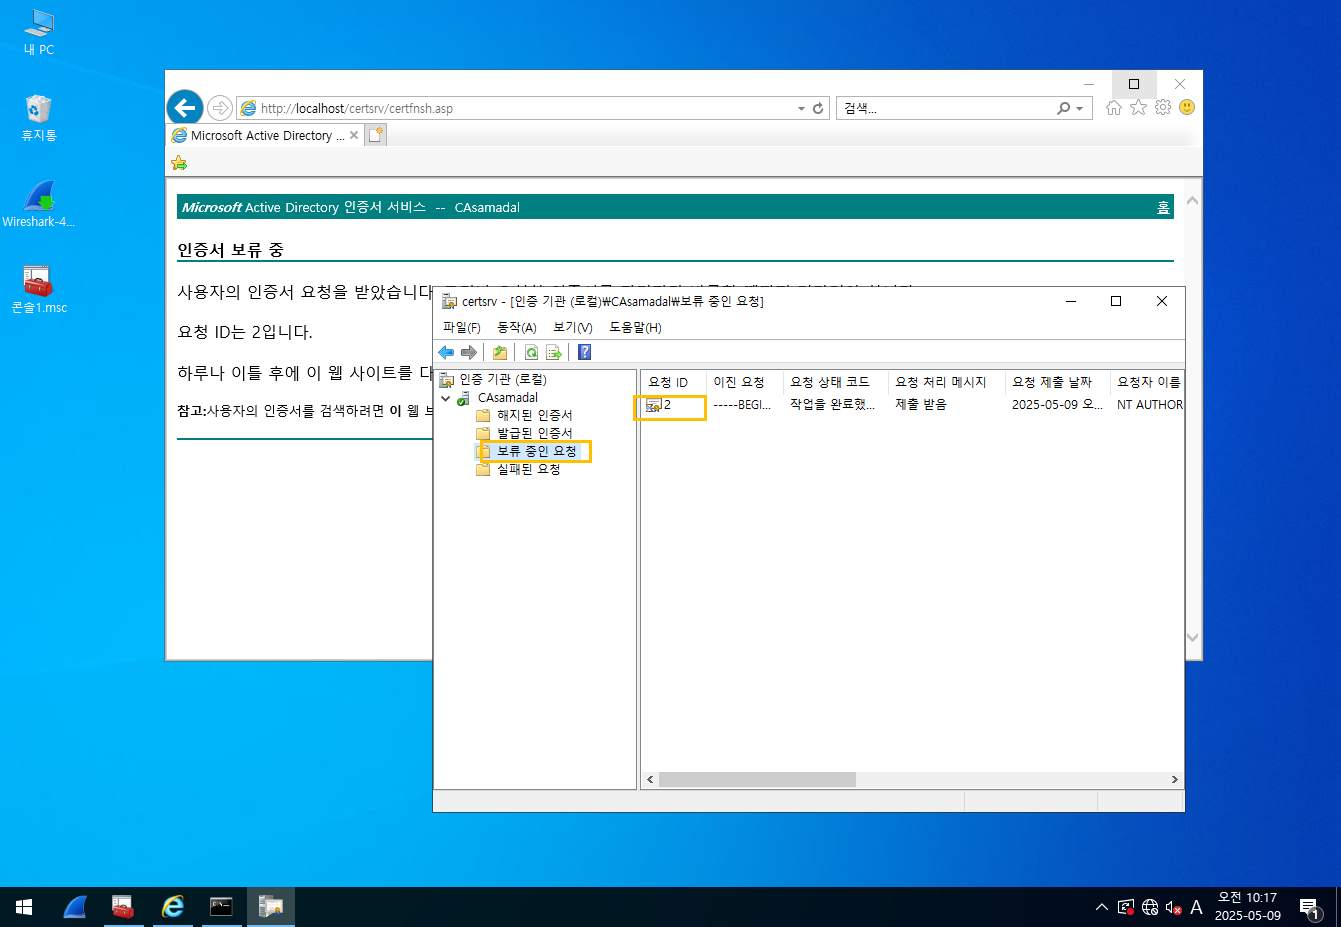 내 PC
휴지통
Wireshark-4...
콘솔1.msc
http://localhost/certsrv/certfnsh.asp
검색...
Microsoft Active Directory ...
Microsoft Active Directory 인증서 서비스 -- CAsamadal
홈
인증서 보류 중
사용자의 인증서 요청을 받았습니다
요청 ID는 2입니다.
하루나 이틀 후에 이 웹 사이트를 다
참고:사용자의 인증서를 검색하려면 이 웹 브
certsrv - [인증 기관 (로컬)₩CAsamadal₩보류 중인 요청]
파일(F) 동작(A) 보기(V) 도움말(H)
인증 기관 (로컬)
CAsamadal
해지된 인증서
발급된 인증서
보류 중인 요청
실패된 요청
요청 ID 이진 요청 요청 상태 코드 요청 처리 메시지 요청 제출 날짜 요청자 이름
2 -----BEGI... 작업을 완료했... 제출 받음 2025-05-09 오... NT AUTHOR
A
오전 10:17
2025-05-09
1